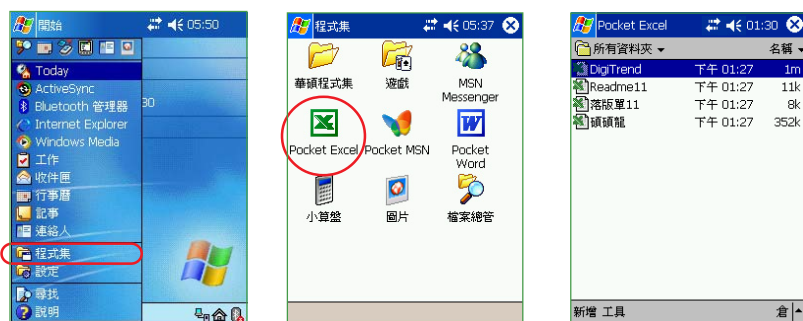 開始 05:50
Today
ActiveSync
Bluetooth 管理器
Internet Explorer
Windows Media
工作
收件匣
行事曆
記事
連絡人
程式集
設定
尋找
說明
30
程式集 05:37
華碩程式集 遊戲 MSN Messenger
Pocket Excel Pocket MSN Pocket Word
小算盤 圖片 檔案總管
Pocket Excel 01:30
所有資料夾 名稱
DigiTrend 下午 01:27 1m
Readme11 下午 01:27 11k
落版單11 下午 01:27 8k
碩碩龍 下午 01:27 352k
新增 工具 倉